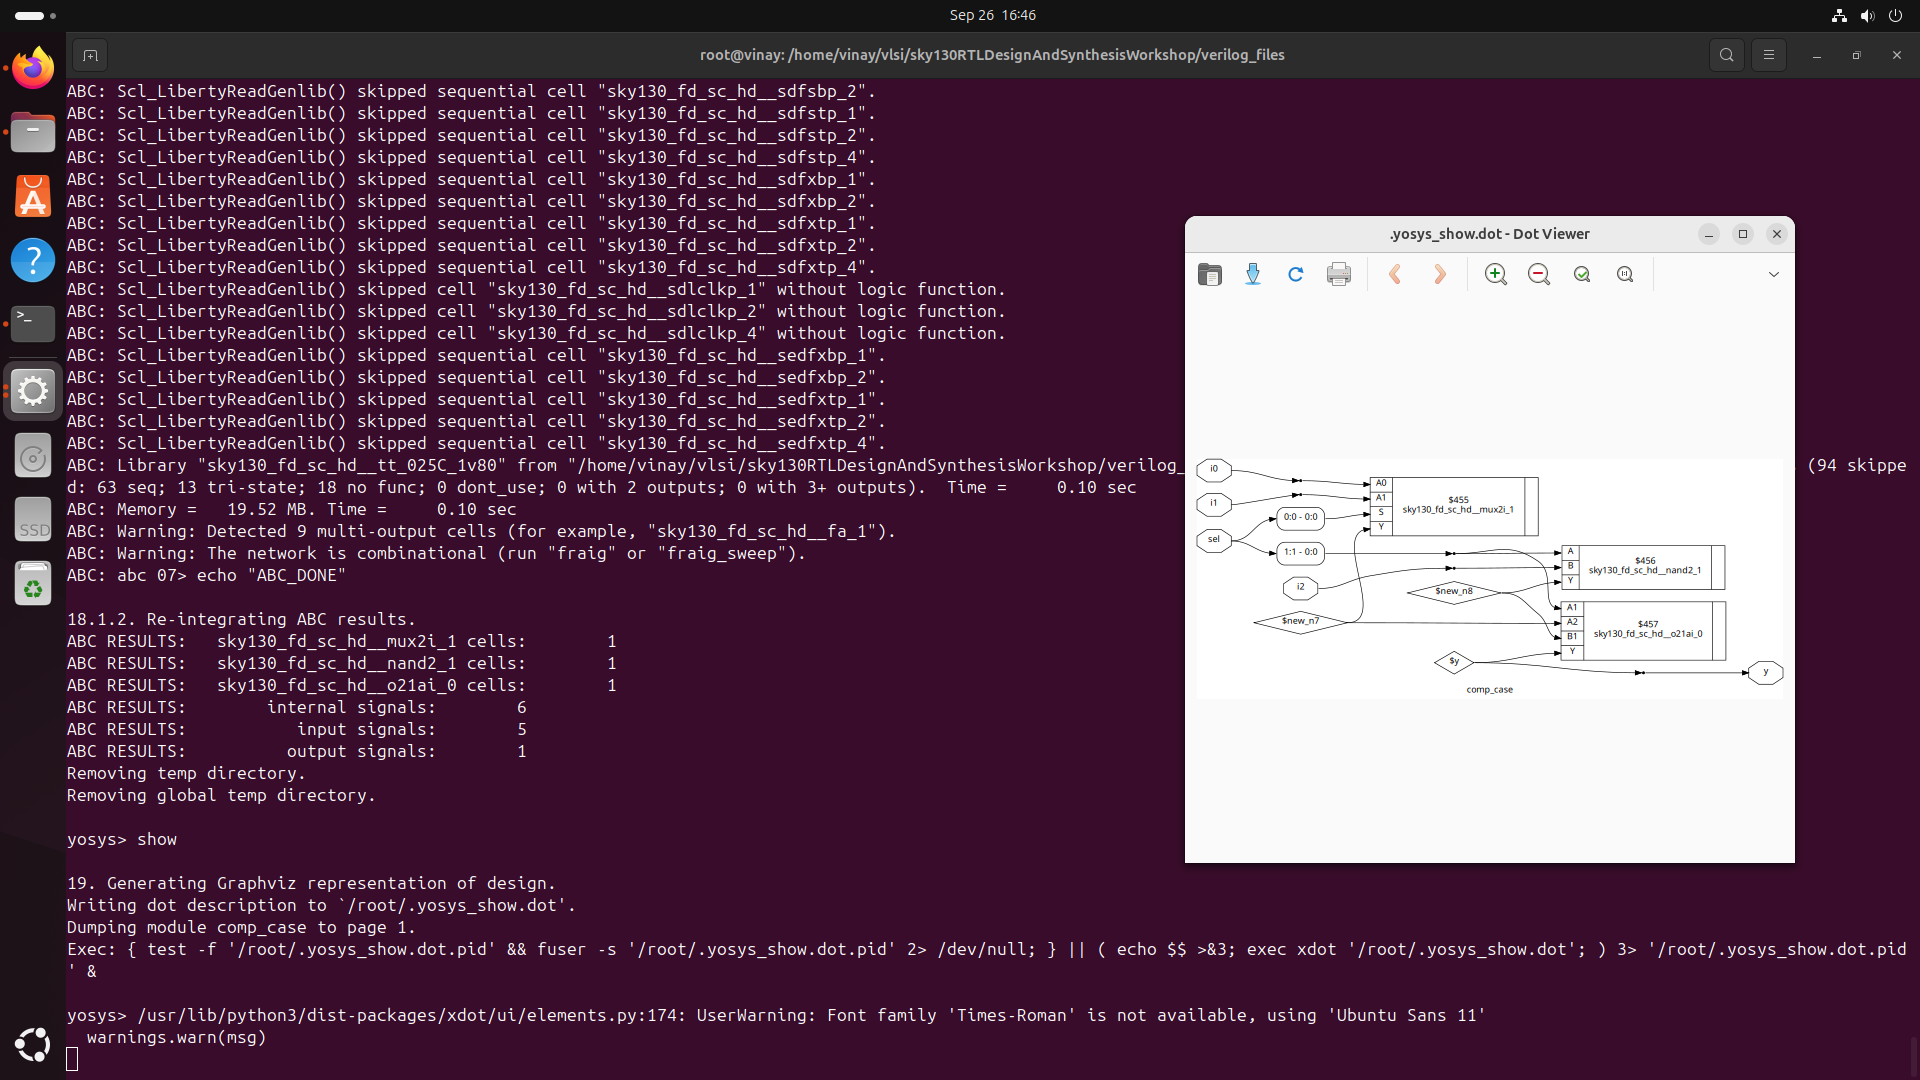 Sep 26 16:46
root@vinay: /home/vinay/vlsi/sky130RTLDesignAndSynthesisWorkshop/verilog_files
ABC: Scl_LibertyReadGenlib() skipped sequential cell "sky130_fd_sc_hd__sdfsbp_2".
ABC: Scl_LibertyReadGenlib() skipped sequential cell "sky130_fd_sc_hd__sdfstp_1".
ABC: Scl_LibertyReadGenlib() skipped sequential cell "sky130_fd_sc_hd__sdfstp_2".
ABC: Scl_LibertyReadGenlib() skipped sequential cell "sky130_fd_sc_hd__sdfstp_4".
ABC: Scl_LibertyReadGenlib() skipped sequential cell "sky130_fd_sc_hd__sdfxbp_1".
ABC: Scl_LibertyReadGenlib() skipped sequential cell "sky130_fd_sc_hd__sdfxbp_2".
ABC: Scl_LibertyReadGenlib() skipped sequential cell "sky130_fd_sc_hd__sdfxtp_1".
ABC: Scl_LibertyReadGenlib() skipped sequential cell "sky130_fd_sc_hd__sdfxtp_2".
ABC: Scl_LibertyReadGenlib() skipped sequential cell "sky130_fd_sc_hd__sdfxtp_4".
ABC: Scl_LibertyReadGenlib() skipped cell "sky130_fd_sc_hd__sdlclkp_1" without logic function.
ABC: Scl_LibertyReadGenlib() skipped cell "sky130_fd_sc_hd__sdlclkp_2" without logic function.
ABC: Scl_LibertyReadGenlib() skipped cell "sky130_fd_sc_hd__sdlclkp_4" without logic function.
ABC: Scl_LibertyReadGenlib() skipped sequential cell "sky130_fd_sc_hd__sedfxbp_1".
ABC: Scl_LibertyReadGenlib() skipped sequential cell "sky130_fd_sc_hd__sedfxbp_2".
ABC: Scl_LibertyReadGenlib() skipped sequential cell "sky130_fd_sc_hd__sedfxtp_1".
ABC: Scl_LibertyReadGenlib() skipped sequential cell "sky130_fd_sc_hd__sedfxtp_2".
ABC: Scl_LibertyReadGenlib() skipped sequential cell "sky130_fd_sc_hd__sedfxtp_4".
ABC: Library "sky130_fd_sc_hd__tt_025C_1v80" from "/home/vinay/vlsi/sky130RTLDesignAndSynthesisWorkshop/verilog_ (94 skippe
d: 63 seq; 13 tri-state; 18 no func; 0 dont_use; 0 with 2 outputs; 0 with 3+ outputs).  Time =     0.10 sec
ABC: Memory =   19.52 MB. Time =     0.10 sec
ABC: Warning: Detected 9 multi-output cells (for example, "sky130_fd_sc_hd__fa_1").
ABC: Warning: The network is combinational (run "fraig" or "fraig_sweep").
ABC: abc 07> echo "ABC_DONE"
18.1.2. Re-integrating ABC results.
ABC RESULTS:   sky130_fd_sc_hd__mux2i_1 cells:        1
ABC RESULTS:   sky130_fd_sc_hd__nand2_1 cells:        1
ABC RESULTS:   sky130_fd_sc_hd__o21ai_0 cells:        1
ABC RESULTS:        internal signals:        6
ABC RESULTS:           input signals:        5
ABC RESULTS:          output signals:        1
Removing temp directory.
Removing global temp directory.
yosys> show
19. Generating Graphviz representation of design.
Writing dot description to `/root/.yosys_show.dot'.
Dumping module comp_case to page 1.
Exec: { test -f '/root/.yosys_show.dot.pid' && fuser -s '/root/.yosys_show.dot.pid' 2> /dev/null; } || ( echo $$ >&3; exec xdot '/root/.yosys_show.dot'; ) 3> '/root/.yosys_show.dot.pid
' &
yosys> /usr/lib/python3/dist-packages/xdot/ui/elements.py:174: UserWarning: Font family 'Times-Roman' is not available, using 'Ubuntu Sans 11'
  warnings.warn(msg)
SSD
.yosys_show.dot - Dot Viewer
i0
i1
sel
0:0 - 0:0
1:1 - 0:0
i2
$new_n7
A0
A1
S
Y
$455
sky130_fd_sc_hd__mux2i_1
$new_n8
A
B
Y
$456
sky130_fd_sc_hd__nand2_1
A1
A2
B1
Y
$457
sky130_fd_sc_hd__o21ai_0
$y
y
comp_case